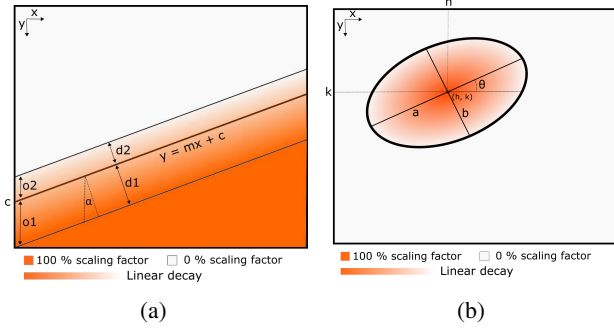 x
y
y = mx + c
d2
d1
o2
c
o1
α
100 % scaling factor
0 % scaling factor
Linear decay
(a)
h
x
y
k
θ
(h, k)
a
b
100 % scaling factor
0 % scaling factor
Linear decay
(b)